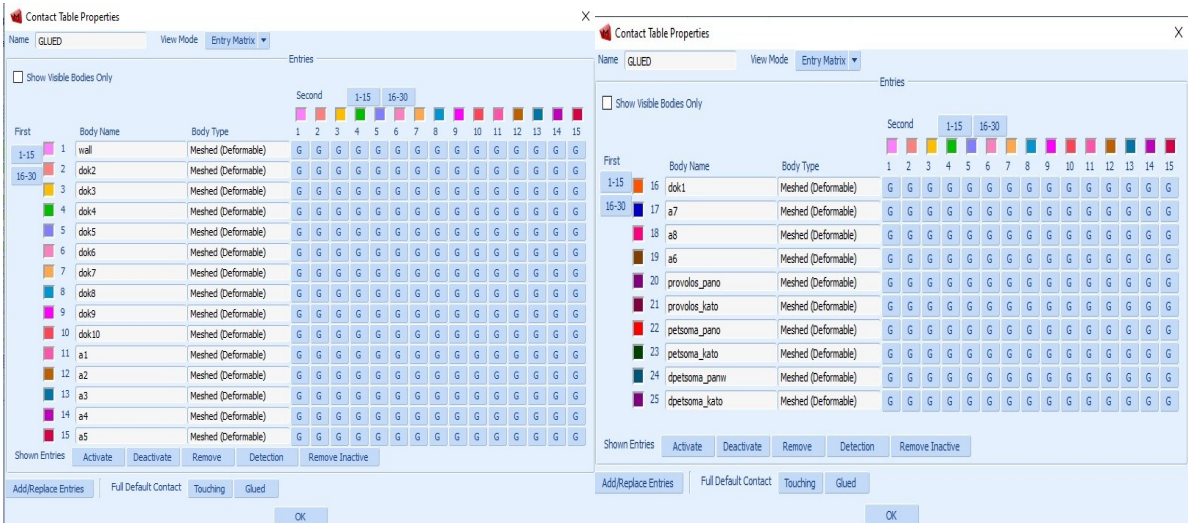 Contact Table Properties X
Name GLUED View Mode Entry Matrix
Entries
Show Visible Bodies Only
Second 1-15 16-30
First Body Name Body Type 1 2 3 4 5 6 7 8 9 10 11 12 13 14 15
1-15
16-30
1 wall Meshed (Deformable) G G G G G G G G G G G G G G G
2 dok2 Meshed (Deformable) G G G G G G G G G G G G G G G
3 dok3 Meshed (Deformable) G G G G G G G G G G G G G G G
4 dok4 Meshed (Deformable) G G G G G G G G G G G G G G G
5 dok5 Meshed (Deformable) G G G G G G G G G G G G G G G
6 dok6 Meshed (Deformable) G G G G G G G G G G G G G G G
7 dok7 Meshed (Deformable) G G G G G G G G G G G G G G G
8 dok8 Meshed (Deformable) G G G G G G G G G G G G G G G
9 dok9 Meshed (Deformable) G G G G G G G G G G G G G G G
10 dok10 Meshed (Deformable) G G G G G G G G G G G G G G G
11 a1 Meshed (Deformable) G G G G G G G G G G G G G G G
12 a2 Meshed (Deformable) G G G G G G G G G G G G G G G
13 a3 Meshed (Deformable) G G G G G G G G G G G G G G G
14 a4 Meshed (Deformable) G G G G G G G G G G G G G G G
15 a5 Meshed (Deformable) G G G G G G G G G G G G G G G
Shown Entries Activate Deactivate Remove Detection Remove Inactive
Add/Replace Entries Full Default Contact Touching Glued
OK
Contact Table Properties X
Name GLUED View Mode Entry Matrix
Entries
Show Visible Bodies Only
Second 1-15 16-30
First Body Name Body Type 1 2 3 4 5 6 7 8 9 10 11 12 13 14 15
1-15
16-30
16 dok1 Meshed (Deformable) G G G G G G G G G G G G G G G
17 a7 Meshed (Deformable) G G G G G G G G G G G G G G G
18 a8 Meshed (Deformable) G G G G G G G G G G G G G G G
19 a6 Meshed (Deformable) G G G G G G G G G G G G G G G
20 provolos_pano Meshed (Deformable) G G G G G G G G G G G G G G G
21 provolos_kato Meshed (Deformable) G G G G G G G G G G G G G G G
22 petsoma_pano Meshed (Deformable) G G G G G G G G G G G G G G G
23 petsoma_kato Meshed (Deformable) G G G G G G G G G G G G G G G
24 dpetsoma_panw Meshed (Deformable) G G G G G G G G G G G G G G G
25 dpetsoma_kato Meshed (Deformable) G G G G G G G G G G G G G G G
Shown Entries Activate Deactivate Remove Detection Remove Inactive
Add/Replace Entries Full Default Contact Touching Glued
OK